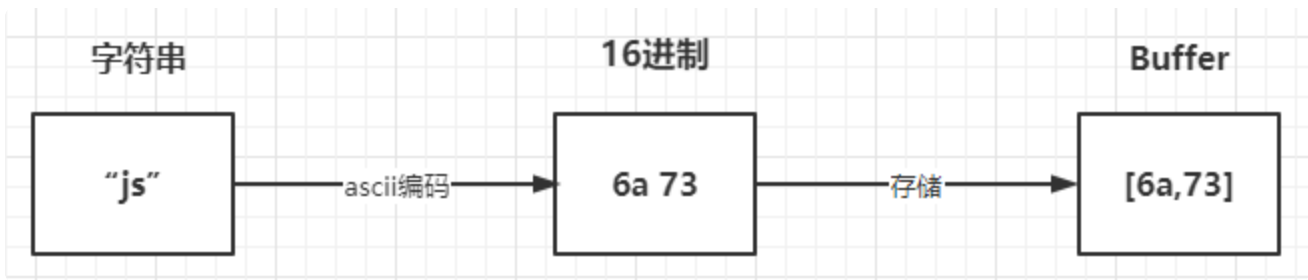 字符串
16进制
Buffer
“js”
ascii编码
6a 73
存储
[6a,73]